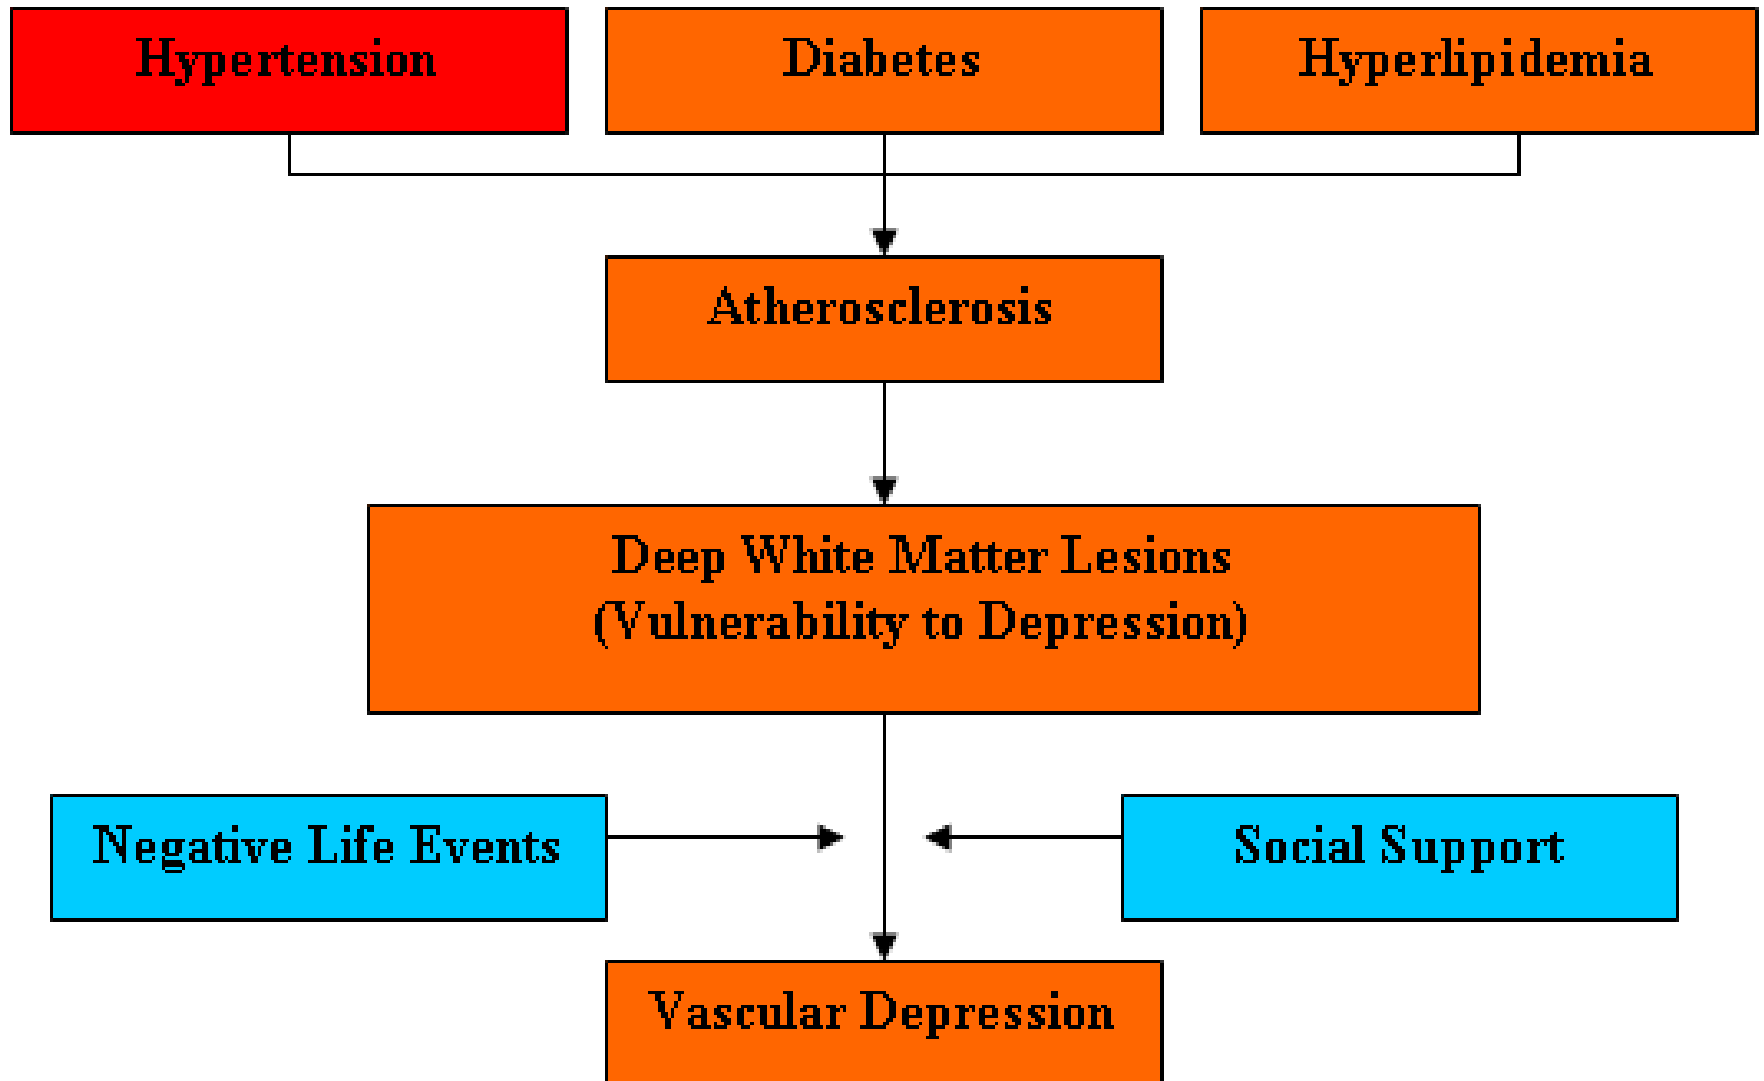 Hypertension
Diabetes
Hyperlipidemia
Atherosclerosis
Deep White Matter Lesions
(Vulnerability to Depression)
Negative Life Events
Social Support
Vascular Depression